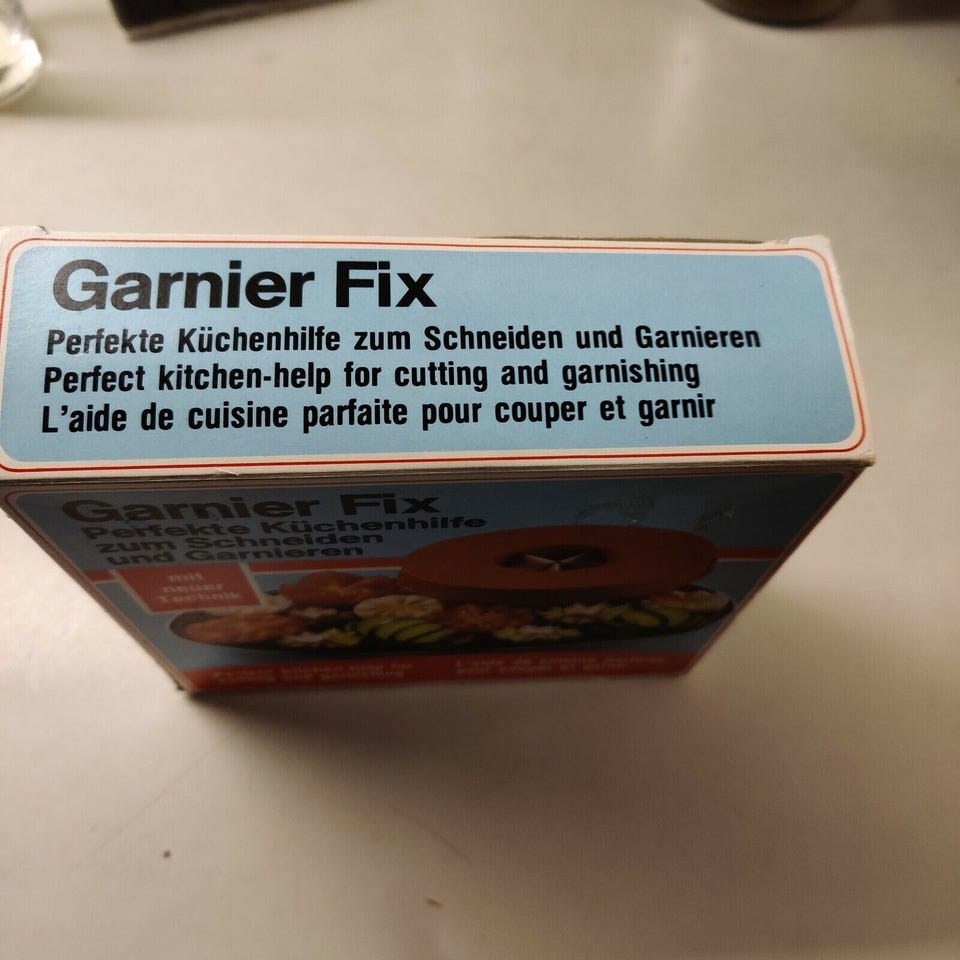 Garnier Fix
Perfekte Küchenhilfe zum Schneiden und Garnieren
Perfect kitchen-help for cutting and garnishing
L'aide de cuisine parfaite pour couper et garnir
Garnier Fix
Perfekte Küchenhilfe
zum Schneiden
und Garnieren
mit
neuer
Technik